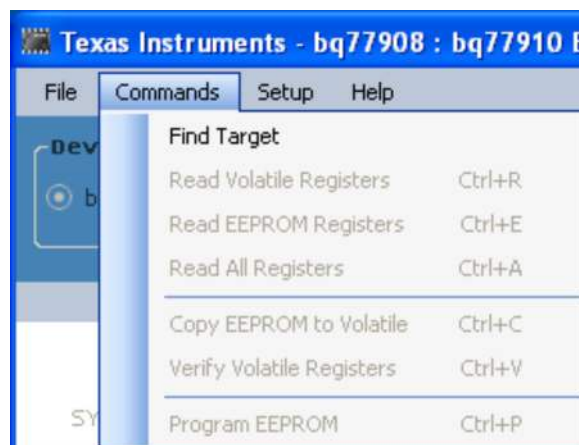 Texas Instruments - bq77908 : bq77910
File Commands Setup Help
Find Target
Read Volatile Registers Ctrl+R
Read EEPROM Registers Ctrl+E
Read All Registers Ctrl+A
Copy EEPROM to Volatile Ctrl+C
Verify Volatile Registers Ctrl+V
Program EEPROM Ctrl+P